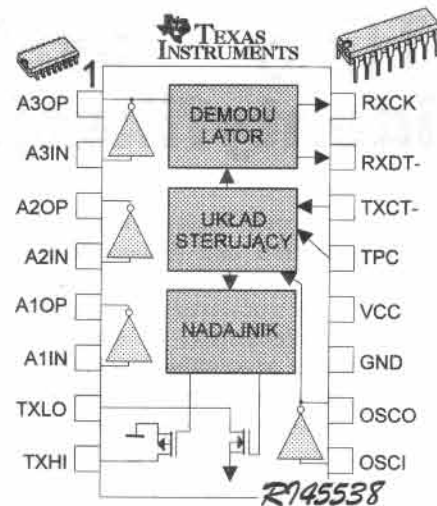 TEXAS
INSTRUMENTS
1
A3OP
A3IN
A2OP
A2IN
A1OP
A1IN
TXLO
TXHI
DEMODU
LATOR
UKŁAD
STERUJĄCY
NADAJNIK
RXCK
RXDT-
TXCT-
TPC
VCC
GND
OSCO
OSCI
RI45538